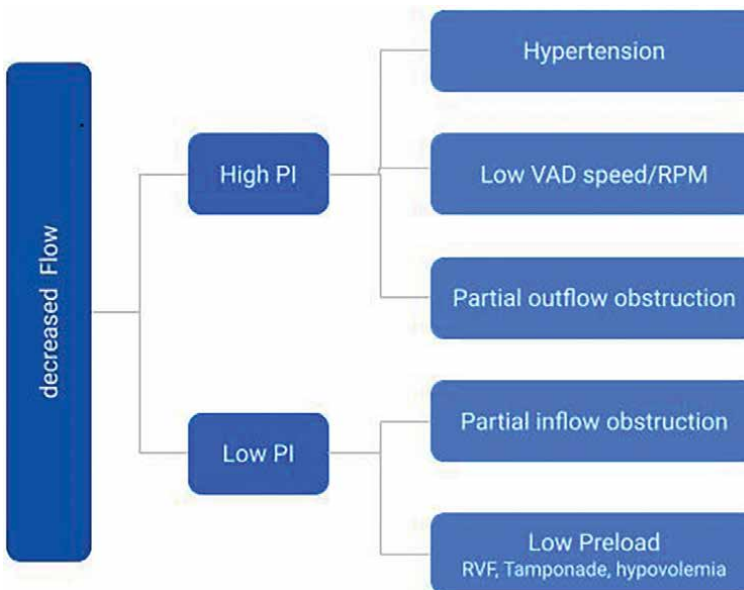 decreased Flow
High PI
Hypertension
Low VAD speed/RPM
Partial outflow obstruction
Low PI
Partial inflow obstruction
Low Preload
RVF, Tamponade, hypovolemia